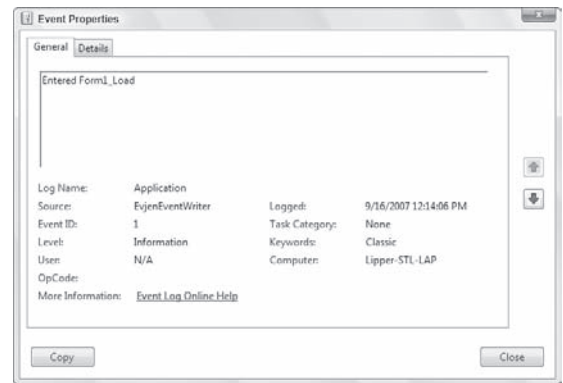 Event Properties
General Details
Entered Form1_Load
Log Name: Application
Source: EvjenEventWriter Logged: 9/16/2007 12:14:06 PM
Event ID: 1 Task Category: None
Level: Information Keywords: Classic
User: N/A Computer: Lipper-STL-LAP
OpCode:
More Information: Event Log Online Help
Copy Close